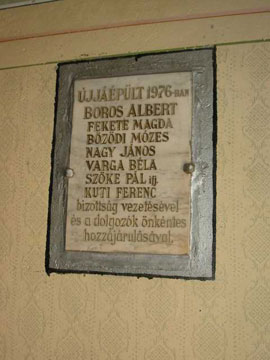 ÚJJÁÉPÜLT 1976-BAN
BOROS ALBERT
FEKETE MAGDA
BÖZÖDI MÓZES
NAGY JÁNOS
VARGA BÉLA
SZŐKE PÁL ifj.
KUTI FERENC
bizottság vezetésével
és a dolgozók önkéntes
hozzájárulásával.